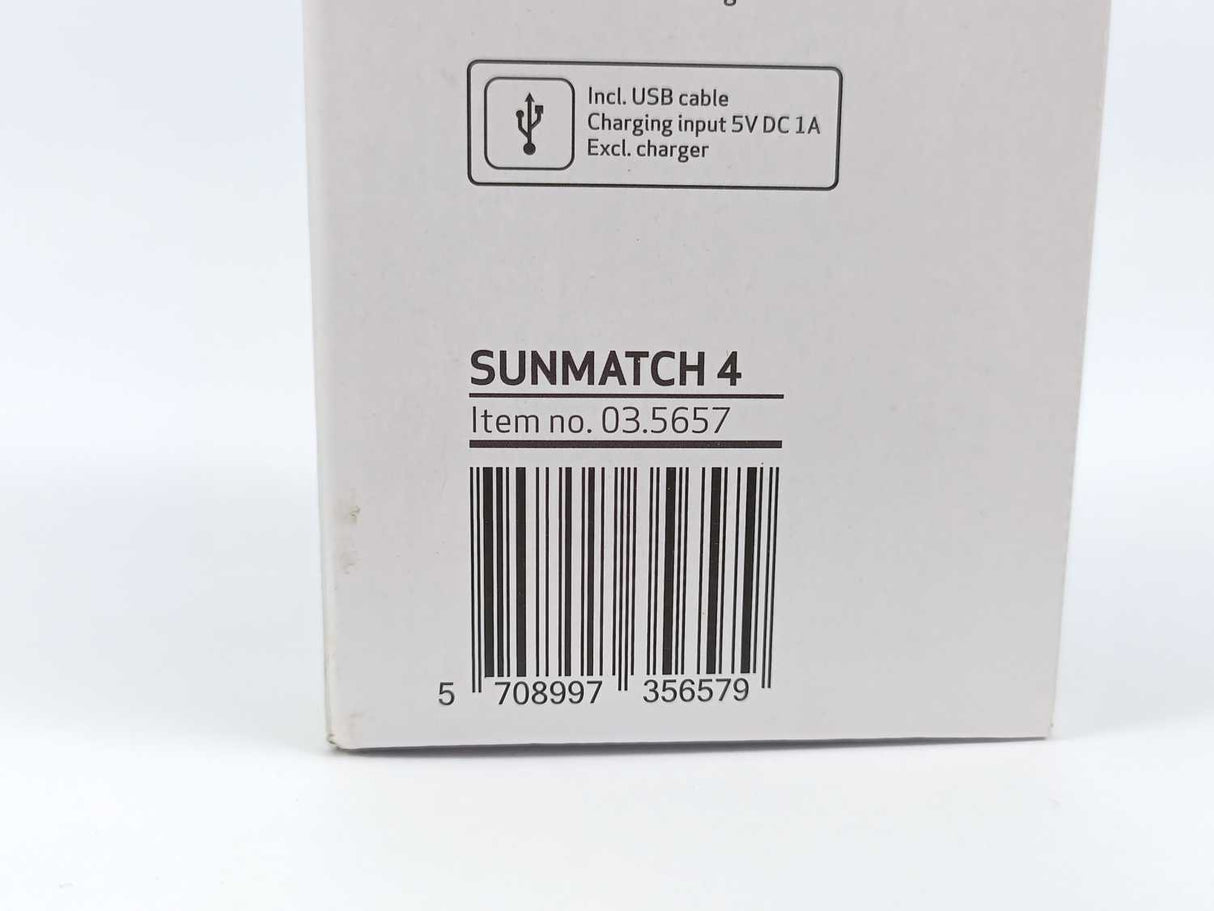 Incl. USB cable
Charging input 5V DC 1A
Excl. charger
SUNMATCH 4
Item no. 03.5657
5 708997 356579